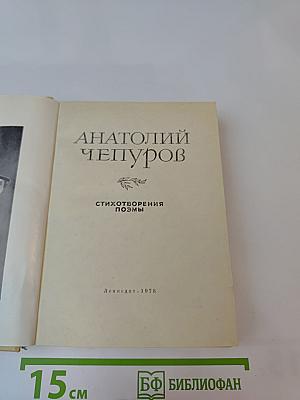 АНАТОЛИЙ
ЧЕПУРОВ
СТИХОТВОРЕНИЯ
ПОЭМЫ
Лениздат · 1978
15 см
БФ БИБЛИОФАН